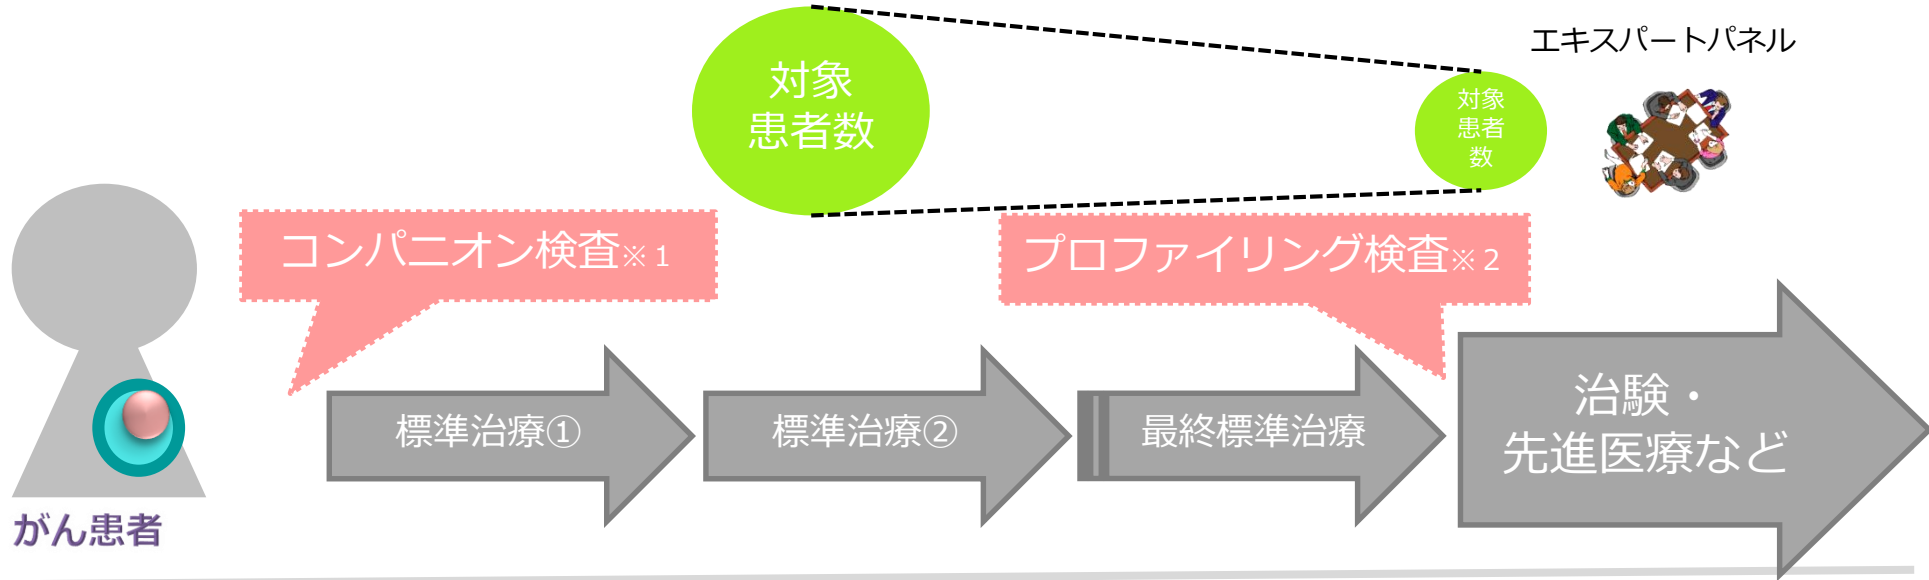 エキスパートパネル
対象
患者数
対象
患者
数
コンパニオン検査※１
プロファイリング検査※２
標準治療①
標準治療②
最終標準治療
治験・
先進医療など
がん患者